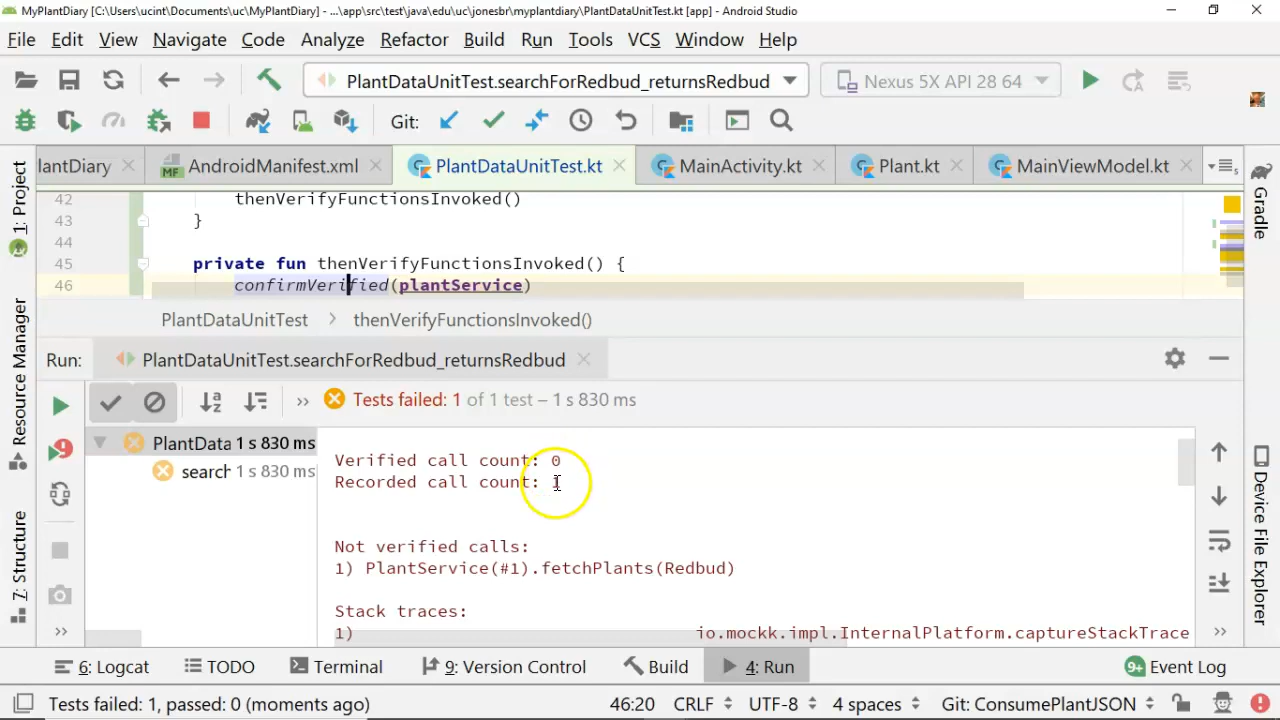 MyPlantDiary [C:\Users\ucint\Documents\uc\MyPlantDiary] - ...\app\src\test\java\edu\uc\jonesbr\myplantdiary\PlantDataUnitTest.kt [app] - Android Studio
File Edit View Navigate Code Analyze Refactor Build Run Tools VCS Window Help
PlantDataUnitTest.searchForRedbud_returnsRedbud Nexus 5X API 28 64
Git:
lantDiary AndroidManifest.xml PlantDataUnitTest.kt MainActivity.kt Plant.kt MainViewModel.kt
1: Project
Resource Manager
7: Structure
Gradle
Device File Explorer
42 thenVerifyFunctionsInvoked()
43 }
44
45 private fun thenVerifyFunctionsInvoked() {
46 confirmVerified(plantService)
PlantDataUnitTest > thenVerifyFunctionsInvoked()
Run: PlantDataUnitTest.searchForRedbud_returnsRedbud
>> Tests failed: 1 of 1 test – 1 s 830 ms
PlantData 1 s 830 ms
search 1 s 830 ms
Verified call count: 0
Recorded call count: 1
Not verified calls:
1) PlantService(#1).fetchPlants(Redbud)
Stack traces:
1) io.mockk.impl.InternalPlatform.captureStackTrace
6: Logcat TODO Terminal 9: Version Control Build 4: Run 9+ Event Log
Tests failed: 1, passed: 0 (moments ago) 46:20 CRLF UTF-8 4 spaces Git: ConsumePlantJSON